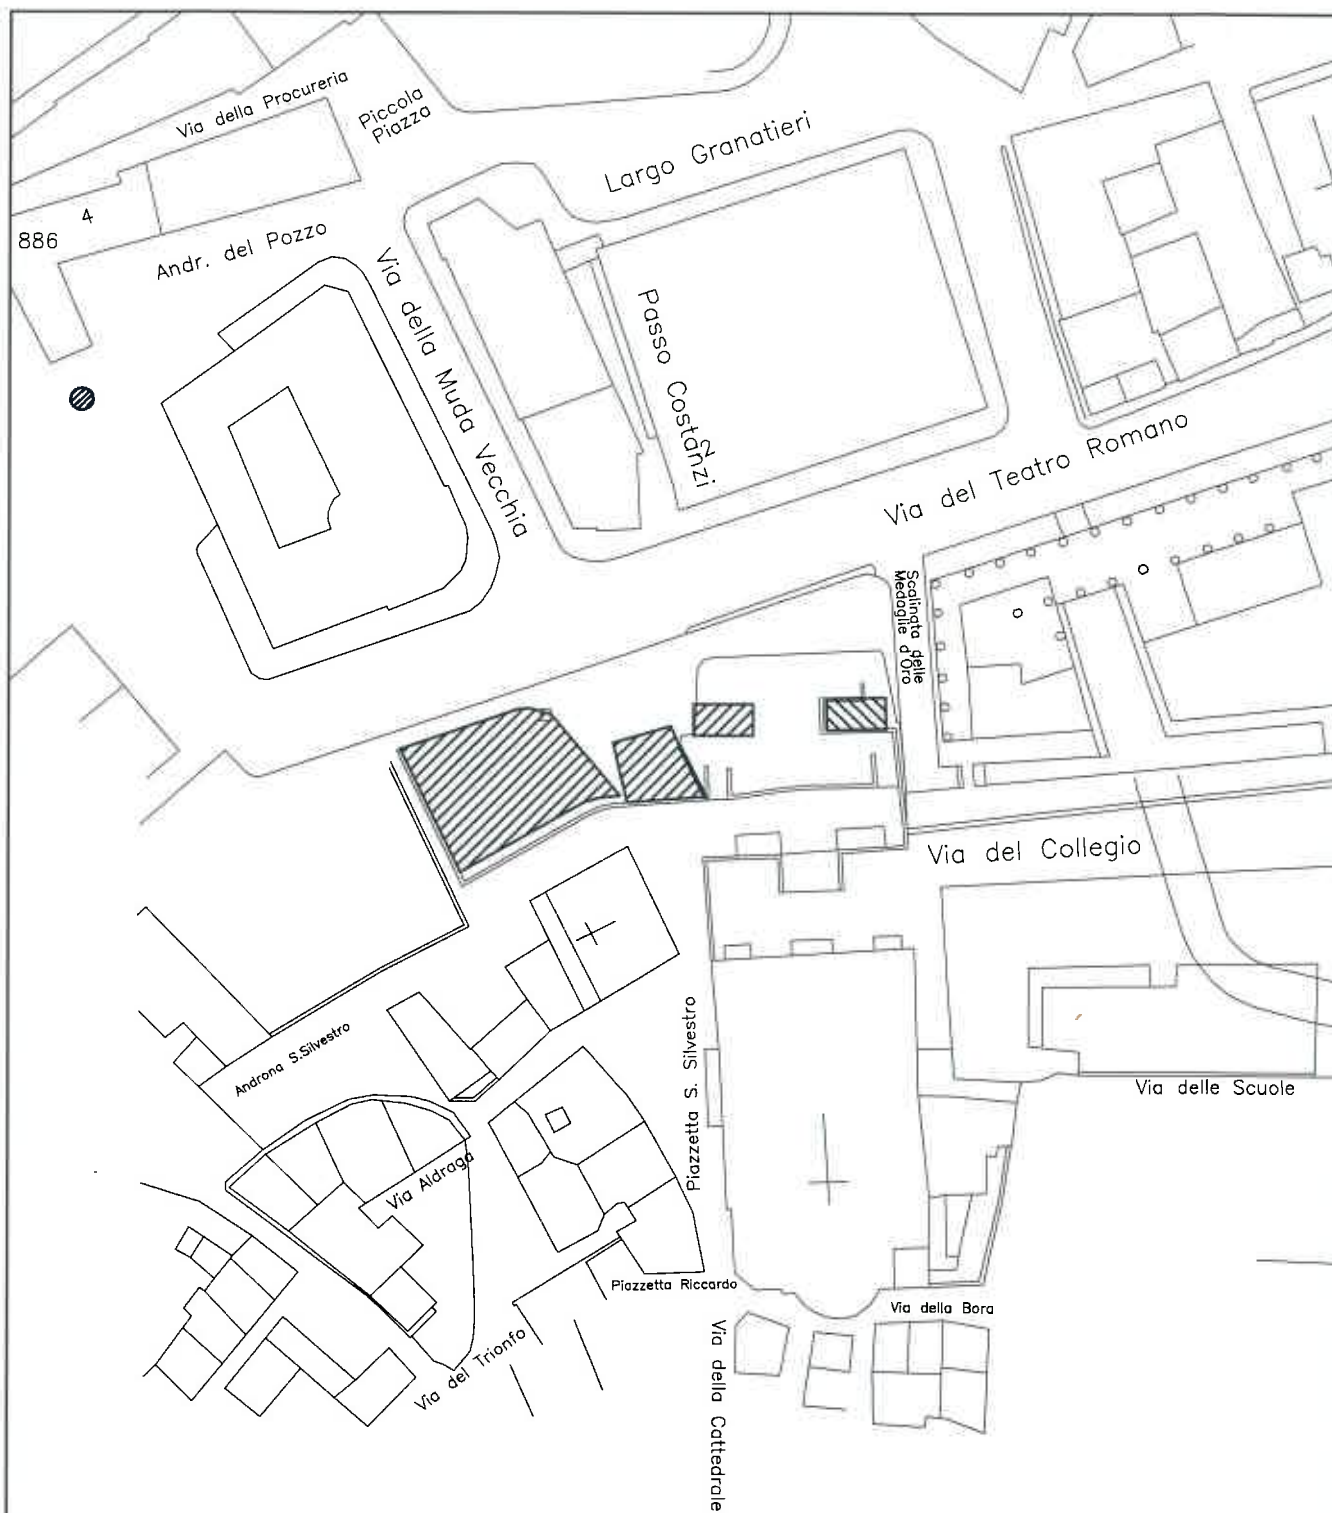 Via della Procureria
Piccola
Piazza
Largo Granatieri
4
886
Andr. del Pozzo
Via della Muda Vecchia
Passo Costanzi
2
Via del Teatro Romano
Scalinata delle
Medaglie d'Oro
Via del Collegio
Androna S.Silvestro
Piazzetta S. Silvestro
Via delle Scuole
Via Aldraga
Piazzetta Riccardo
Via della Bora
Via del Trionfo
Via della Cattedrale